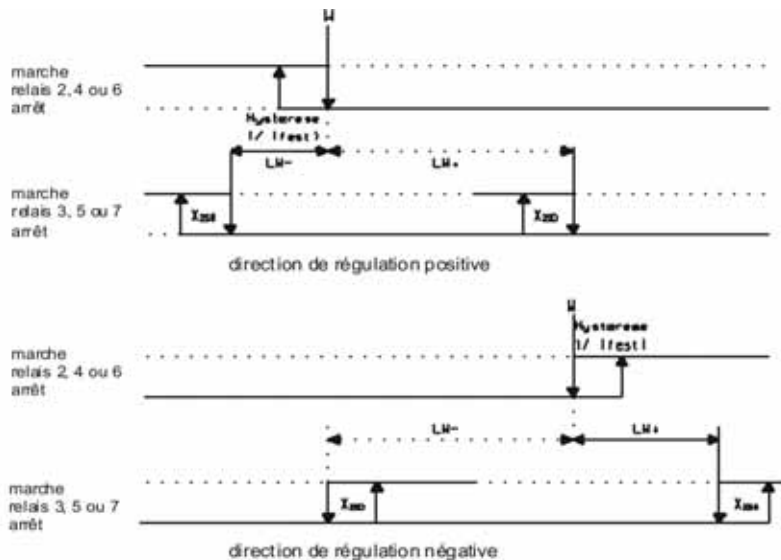 W
marche
relais 2, 4 ou 6
arrêt
Hysterese
LW-
LW+
marche
relais 3, 5 ou 7
arrêt
direction de régulation positive
W
Hysterese
marche
relais 2, 4 ou 6
arrêt
LW-
LW+
marche
relais 3, 5 ou 7
arrêt
direction de régulation négative